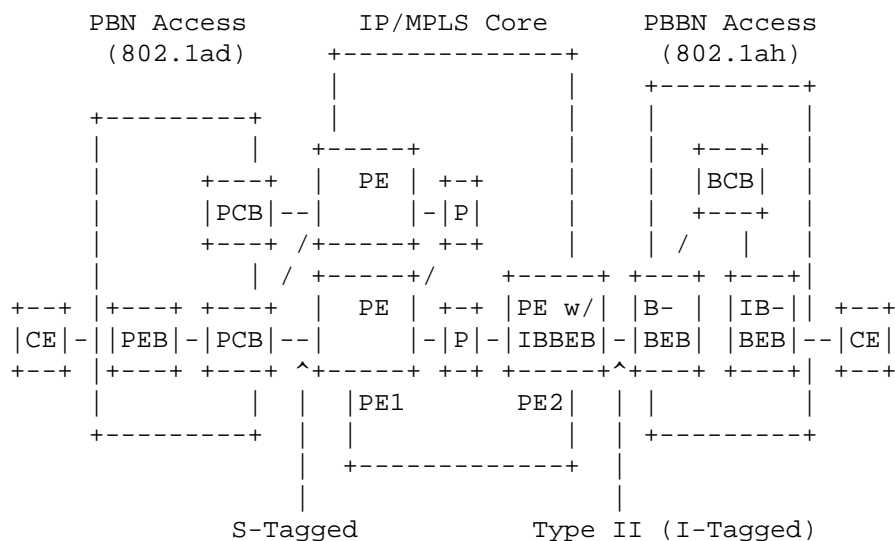 PBN Access IP/MPLS Core PBBN Access
(802.1ad) (802.1ah)
PE BCB
PCB P
PE PE w/ B- IB-
CE PEB PCB P IBBEB BEB BEB CE
PE1 PE2
S-Tagged Type II (I-Tagged)